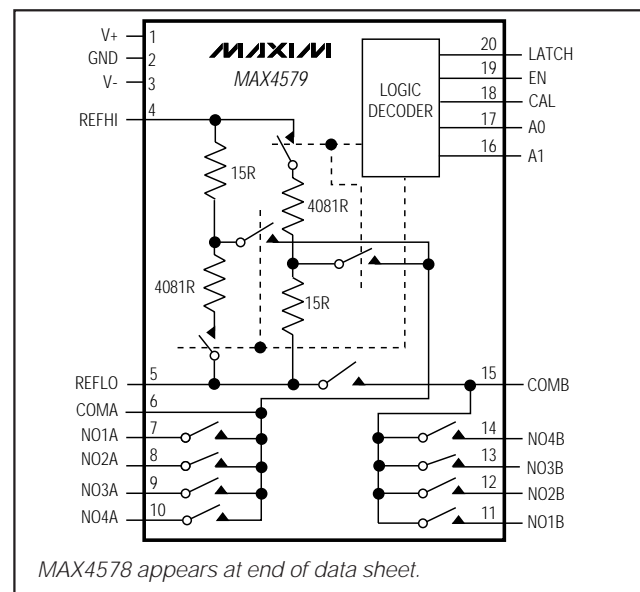 V+ 1
GND 2
V- 3
REFHI 4
MAXIM
MAX4579
LOGIC
DECODER
20 LATCH
19 EN
18 CAL
17 A0
16 A1
15R
4081R
4081R
15R
REFLO 5
COMA 6
NO1A 7
NO2A 8
NO3A 9
NO4A 10
15 COMB
14 NO4B
13 NO3B
12 NO2B
11 NO1B
MAX4578 appears at end of data sheet.